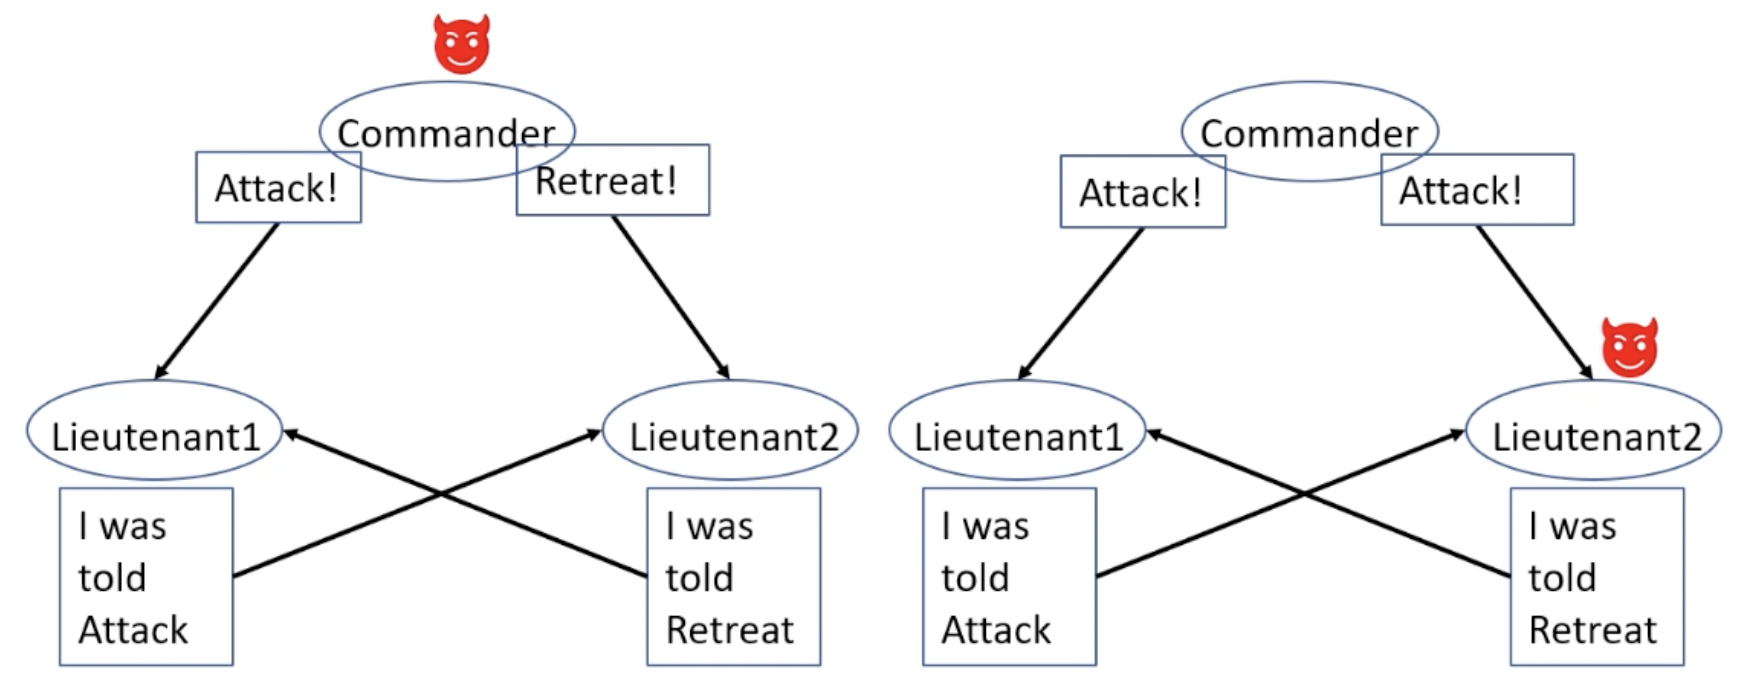 Commander
Attack!
Retreat!
Lieutenant1
Lieutenant2
I was
told
Attack
I was
told
Retreat
Commander
Attack!
Attack!
Lieutenant1
Lieutenant2
I was
told
Attack
I was
told
Retreat